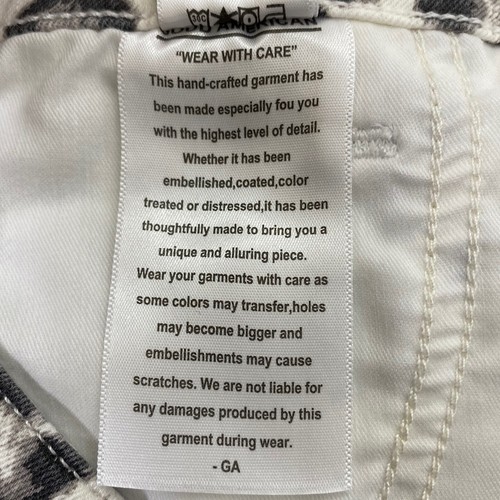 "WEAR WITH CARE"
This hand-crafted garment has
been made especially fou you
with the highest level of detail.
Whether it has been
embellished,coated,color
treated or distressed,it has been
thoughtfully made to bring you a
unique and alluring piece.
Wear your garments with care as
some colors may transfer,holes
may become bigger and
embellishments may cause
scratches. We are not liable for
any damages produced by this
garment during wear.
- GA